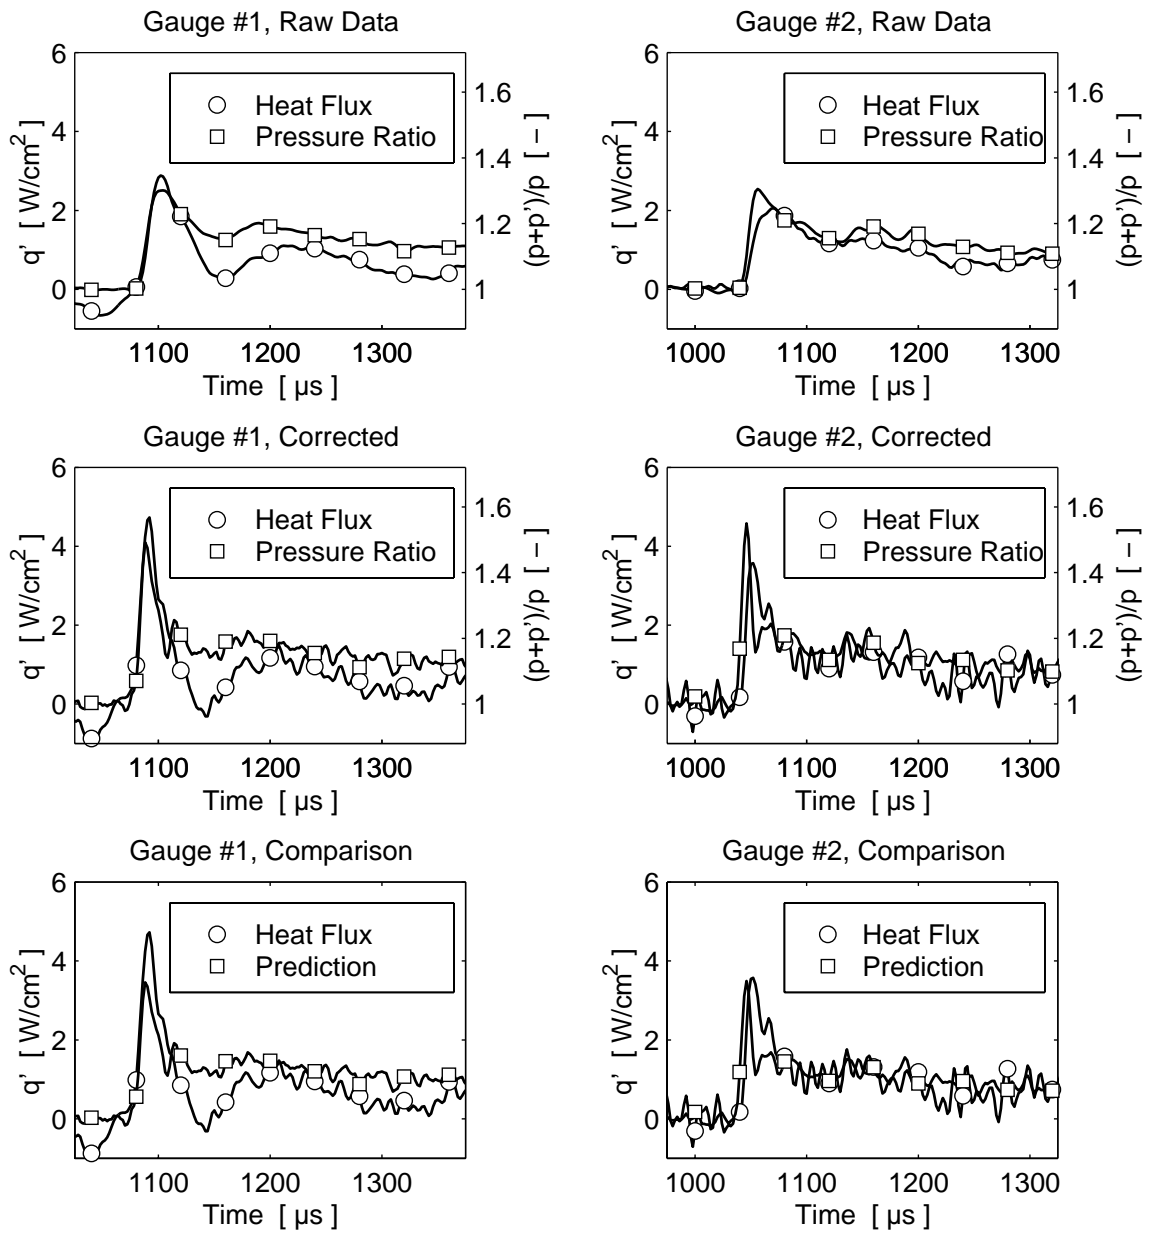 Gauge #1, Raw Data
6
4
2
0
q’ [ W/cm2 ]
1.6
1.4
1.2
1
(p+p’)/p [ − ]
Heat Flux
Pressure Ratio
1100 1200 1300
Time [ µs ]
Gauge #2, Raw Data
6
4
2
0
q’ [ W/cm2 ]
1.6
1.4
1.2
1
(p+p’)/p [ − ]
Heat Flux
Pressure Ratio
1000 1100 1200 1300
Time [ µs ]
Gauge #1, Corrected
6
4
2
0
q’ [ W/cm2 ]
1.6
1.4
1.2
1
(p+p’)/p [ − ]
Heat Flux
Pressure Ratio
1100 1200 1300
Time [ µs ]
Gauge #2, Corrected
6
4
2
0
q’ [ W/cm2 ]
1.6
1.4
1.2
1
(p+p’)/p [ − ]
Heat Flux
Pressure Ratio
1000 1100 1200 1300
Time [ µs ]
Gauge #1, Comparison
6
4
2
0
q’ [ W/cm2 ]
Heat Flux
Prediction
1100 1200 1300
Time [ µs ]
Gauge #2, Comparison
6
4
2
0
q’ [ W/cm2 ]
Heat Flux
Prediction
1000 1100 1200 1300
Time [ µs ]